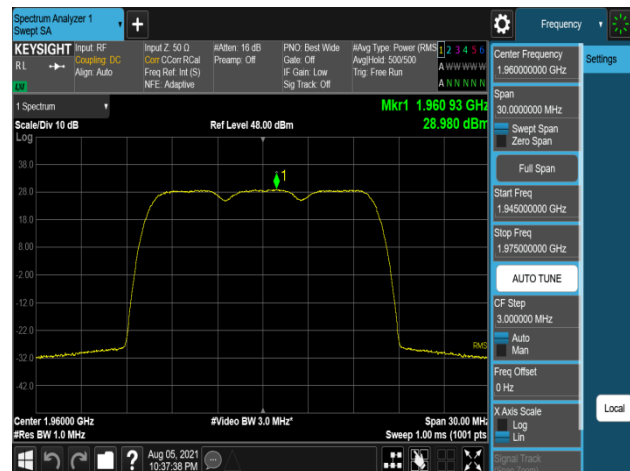 Spectrum Analyzer 1
Swept SA
+
Frequency
KEYSIGHT
RL
LXI
Input: RF
Coupling: DC
Align: Auto
Input Z: 50 Ω
Corr CCorr RCal
Freq Ref: Int (S)
NFE: Adaptive
#Atten: 16 dB
Preamp: Off
PNO: Best Wide
Gate: Off
IF Gain: Low
Sig Track: Off
#Avg Type: Power (RMS
Avg|Hold: 500/500
Trig: Free Run
1 2 3 4 5 6
A W W W W W
A N N N N N
1 Spectrum
Scale/Div 10 dB
Log
Ref Level 48.00 dBm
Mkr1 1.960 93 GHz
28.980 dBm
1
38.0
28.0
18.0
8.00
-2.00
-12.0
-22.0
-32.0
-42.0
RMS
Center 1.96000 GHz
#Res BW 1.0 MHz
#Video BW 3.0 MHz*
Span 30.00 MHz
Sweep 1.00 ms (1001 pts
?
Aug 05, 2021
10:37:38 PM
Center Frequency
1.960000000 GHz
Span
30.0000000 MHz
Swept Span
Zero Span
Full Span
Start Freq
1.945000000 GHz
Stop Freq
1.975000000 GHz
AUTO TUNE
CF Step
3.000000 MHz
Auto
Man
Freq Offset
0 Hz
X Axis Scale
Log
Lin
Signal Track
Settings
Local